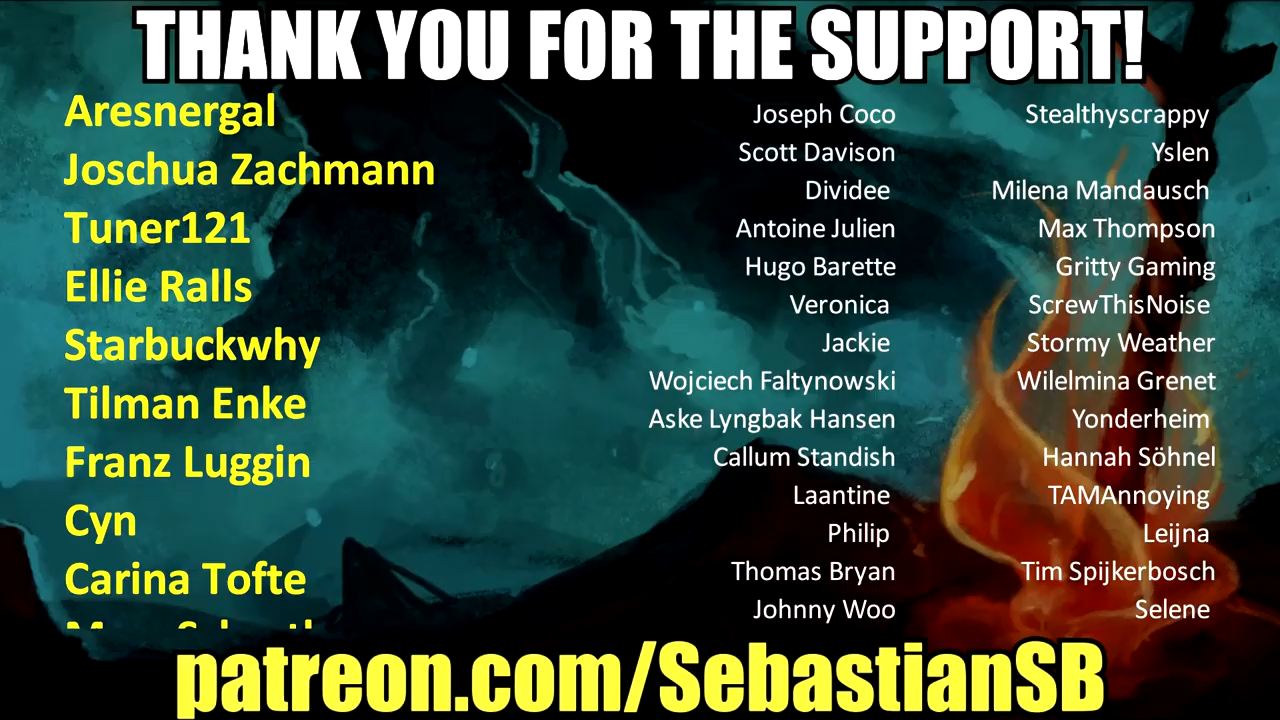 THANK YOU FOR THE SUPPORT!
Aresnergal
Joschua Zachmann
Tuner121
Ellie Ralls
Starbuckwhy
Tilman Enke
Franz Luggin
Cyn
Carina Tofte
Joseph Coco
Scott Davison
Dividee
Antoine Julien
Hugo Barette
Veronica
Jackie
Wojciech Faltynowski
Aske Lyngbak Hansen
Callum Standish
Laantine
Philip
Thomas Bryan
Johnny Woo
Stealthyscrappy
Yslen
Milena Mandausch
Max Thompson
Gritty Gaming
ScrewThisNoise
Stormy Weather
Wilelmina Grenet
Yonderheim
Hannah Söhnel
TAMAnnoying
Leijna
Tim Spijkerbosch
Selene
patreon.com/SebastianSB